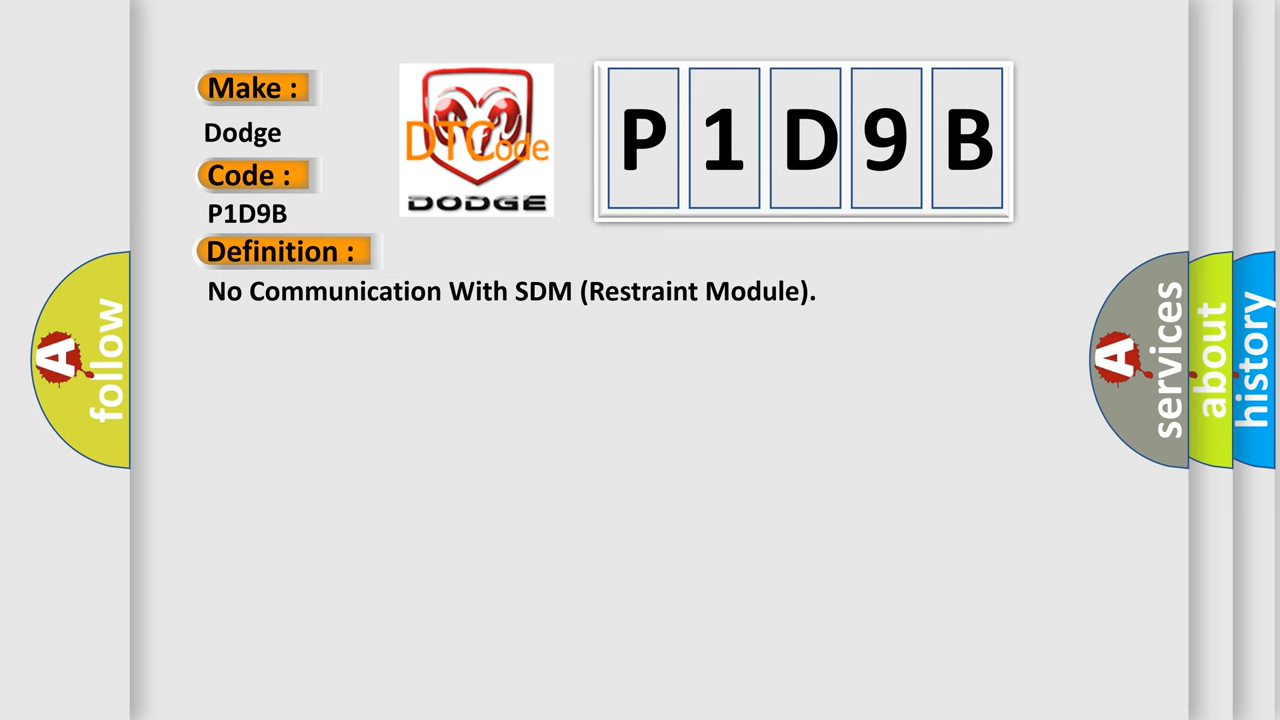 Make :
Dodge
Code :
P1D9B
Definition :
No Communication With SDM (Restraint Module).
DTCode
DODGE
P 1 D 9 B
A follow
A services
about
history